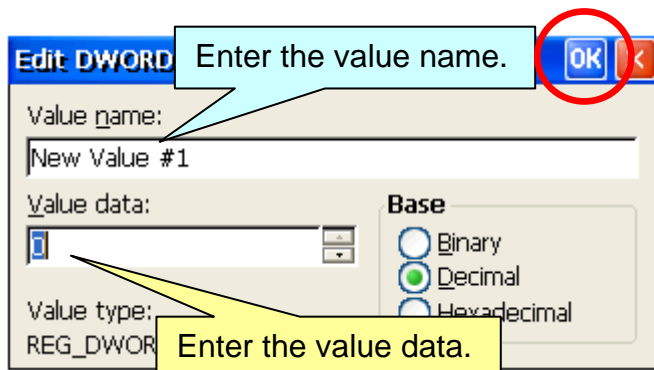 Edit DWORD
Enter the value name.
OK
Value name:
New Value #1
Value data:
0
Base
Binary
Decimal
Hexadecimal
Value type:
REG_DWOR
Enter the value data.